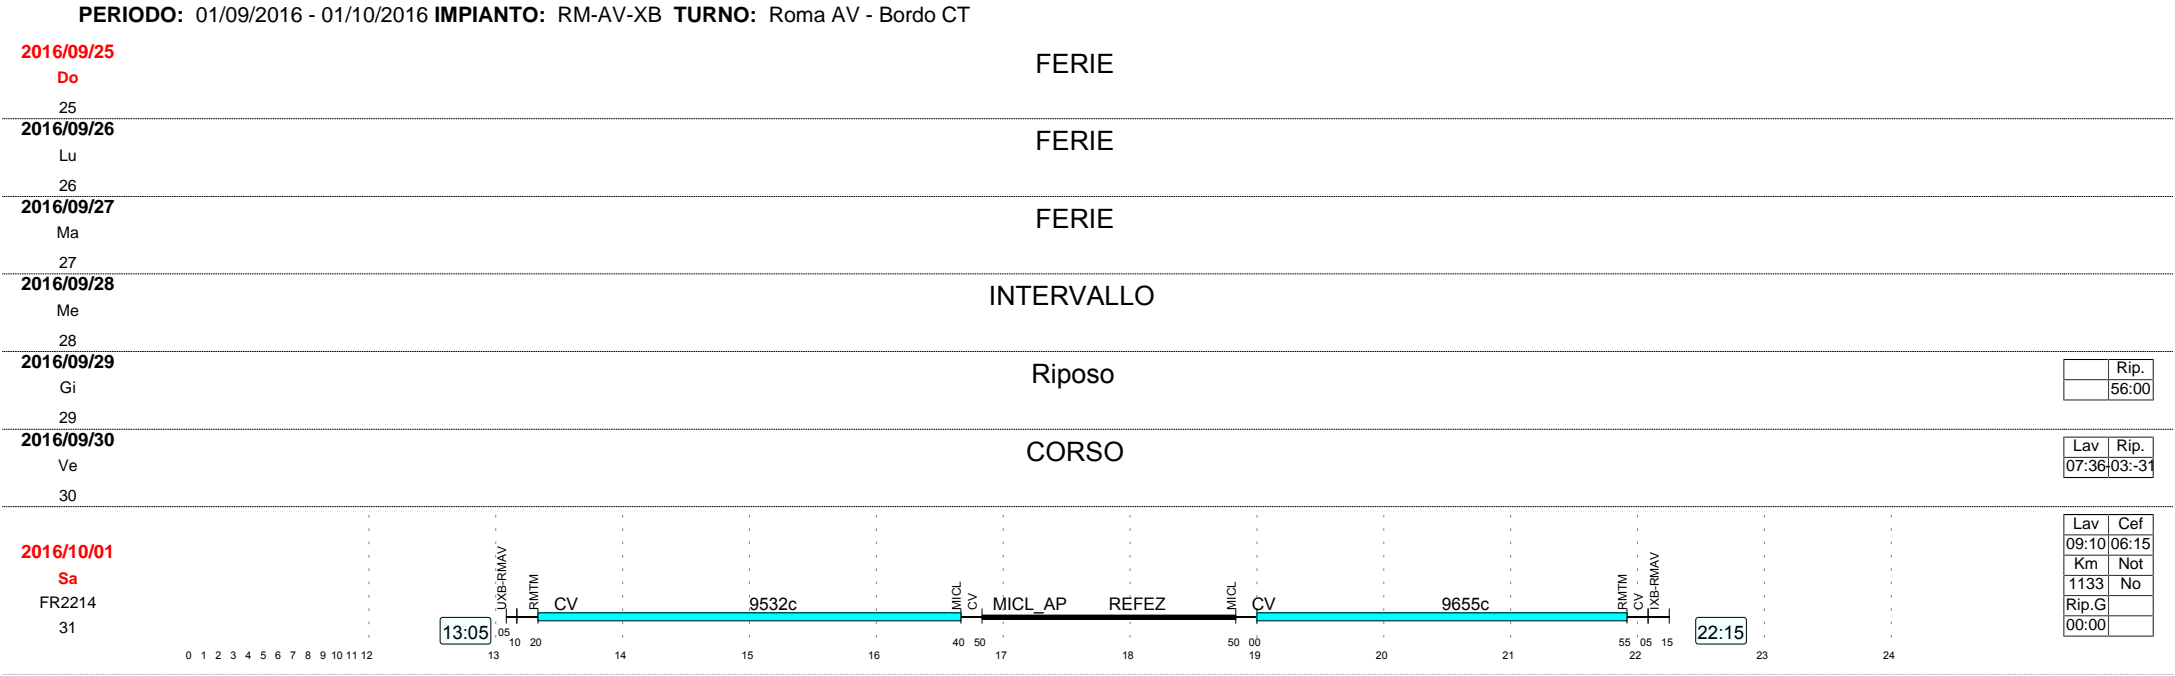 PERIODO: 01/09/2016 - 01/10/2016 IMPIANTO: RM-AV-XB TURNO: Roma AV - Bordo CT
2016/09/25
Do
25
FERIE
2016/09/26
Lu
26
FERIE
2016/09/27
Ma
27
FERIE
2016/09/28
Me
28
INTERVALLO
2016/09/29
Gi
29
Riposo
Rip.
56:00
2016/09/30
Ve
30
CORSO
Lav Rip.
07:36 -03:-31
2016/10/01
Sa
FR2214
31
13:05
UXB-RMAV RMTM CV 9532c MICL CV MICL_AP REFEZ MICL CV 9655c RMTM CV IXB-RMAV
22:15
05 10 20 40 50 50 00 55 05 15
0 1 2 3 4 5 6 7 8 9 10 11 12 13 14 15 16 17 18 19 20 21 22 23 24
Lav Cef
09:10 06:15
Km Not
1133 No
Rip.G
00:00